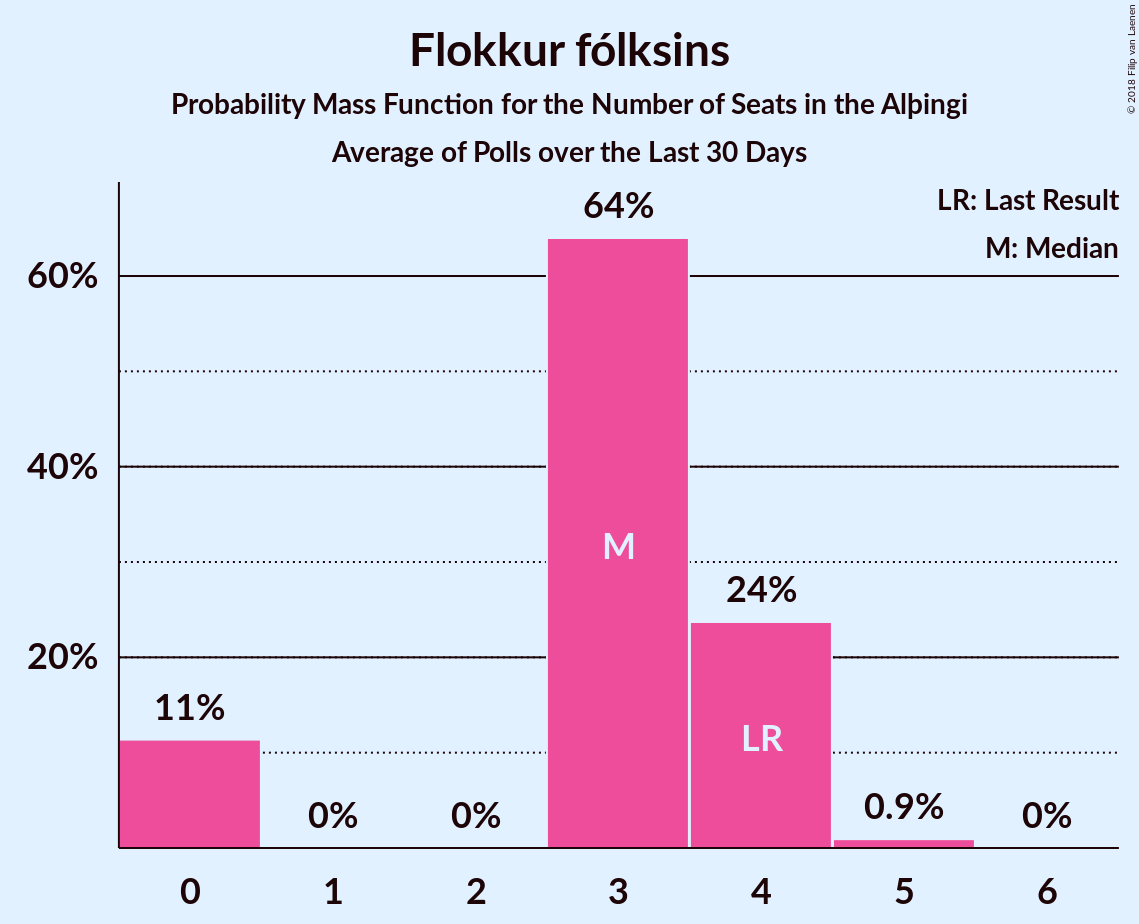 Flokkur fólksins
Probability Mass Function for the Number of Seats in the Alþingi
Average of Polls over the Last 30 Days
© 2018 Filip van Laenen
LR: Last Result
M: Median
60%
40%
20%
11%
0%
0%
64%
M
24%
LR
0.9%
0%
0 1 2 3 4 5 6